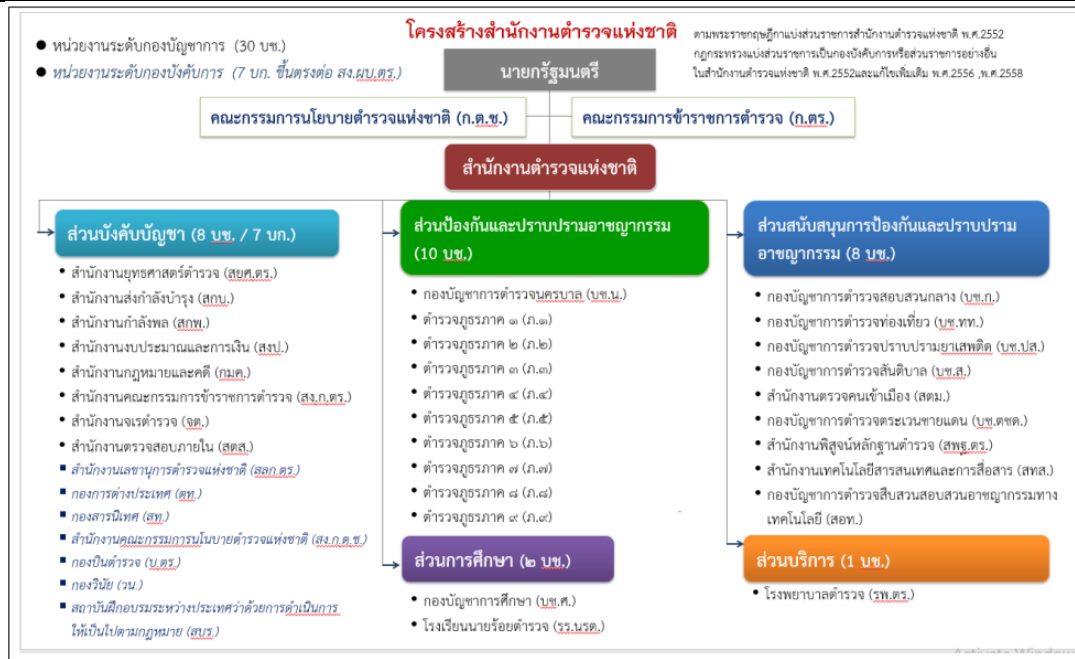 โครงสร้างสำนักงานตำรวจแห่งชาติ
● หน่วยงานระดับกองบัญชาการ (30 บช.)
● หน่วยงานระดับกองบังคับการ (7 บก. ขึ้นตรงต่อ สง.ผบ.ตร.)
ตามพระราชกฤษฎีกาแบ่งส่วนราชการสำนักงานตำรวจแห่งชาติ พ.ศ.2552
กฎกระทรวงแบ่งส่วนราชการเป็นกองบังคับการหรือส่วนราชการอย่างอื่น
ในสำนักงานตำรวจแห่งชาติ พ.ศ.2552และแก้ไขเพิ่มเติม พ.ศ.2556 ,พ.ศ.2558
นายกรัฐมนตรี
คณะกรรมการนโยบายตำรวจแห่งชาติ (ก.ต.ช.)
คณะกรรมการข้าราชการตำรวจ (ก.ตร.)
สำนักงานตำรวจแห่งชาติ
ส่วนบังคับบัญชา (8 บช. / 7 บก.)
• สำนักงานยุทธศาสตร์ตำรวจ (สยศ.ตร.)
• สำนักงานส่งกำลังบำรุง (สกบ.)
• สำนักงานกำลังพล (สกพ.)
• สำนักงานงบประมาณและการเงิน (สงป.)
• สำนักงานกฎหมายและคดี (กมค.)
• สำนักงานคณะกรรมการข้าราชการตำรวจ (สง.ก.ตร.)
• สำนักงานจเรตำรวจ (จต.)
• สำนักงานตรวจสอบภายใน (สตส.)
▪ สำนักงานเลขานุการตำรวจแห่งชาติ (สลก.ตร.)
▪ กองการต่างประเทศ (ตท.)
▪ กองสารนิเทศ (สท.)
▪ สำนักงานคณะกรรมการนโนบายตำรวจแห่งชาติ (สง.ก.ต.ช.)
▪ กองบินตำรวจ (บ.ตร.)
▪ กองวินัย (วน.)
▪ สถาบันฝึกอบรมระหว่างประเทศว่าด้วยการดำเนินการ
ให้เป็นไปตามกฎหมาย (สบร.)
ส่วนป้องกันและปราบปรามอาชญากรรม
(10 บช.)
• กองบัญชาการตำรวจนครบาล (บช.น.)
• ตำรวจภูธรภาค ๑ (ภ.๑)
• ตำรวจภูธรภาค ๒ (ภ.๒)
• ตำรวจภูธรภาค ๓ (ภ.๓)
• ตำรวจภูธรภาค ๔ (ภ.๔)
• ตำรวจภูธรภาค ๕ (ภ.๕)
• ตำรวจภูธรภาค ๖ (ภ.๖)
• ตำรวจภูธรภาค ๗ (ภ.๗)
• ตำรวจภูธรภาค ๘ (ภ.๘)
• ตำรวจภูธรภาค ๙ (ภ.๙)
ส่วนการศึกษา (๒ บช.)
• กองบัญชาการศึกษา (บช.ศ.)
• โรงเรียนนายร้อยตำรวจ (รร.นรต.)
ส่วนสนับสนุนการป้องกันและปราบปราม
อาชญากรรม (8 บช.)
• กองบัญชาการตำรวจสอบสวนกลาง (บช.ก.)
• กองบัญชาการตำรวจท่องเที่ยว (บช.ทท.)
• กองบัญชาการตำรวจปราบปรามยาเสพติด (บช.ปส.)
• กองบัญชาการตำรวจสันติบาล (บช.ส.)
• สำนักงานตรวจคนเข้าเมือง (สตม.)
• กองบัญชาการตำรวจตระเวนชายแดน (บช.ตชด.)
• สำนักงานพิสูจน์หลักฐานตำรวจ (สพฐ.ตร.)
• สำนักงานเทคโนโลยีสารสนเทศและการสื่อสาร (สทส.)
• กองบัญชาการตำรวจสืบสวนสอบสวนอาชญากรรมทาง
เทคโนโลยี (สอท.)
ส่วนบริการ (1 บช.)
• โรงพยาบาลตำรวจ (รพ.ตร.)